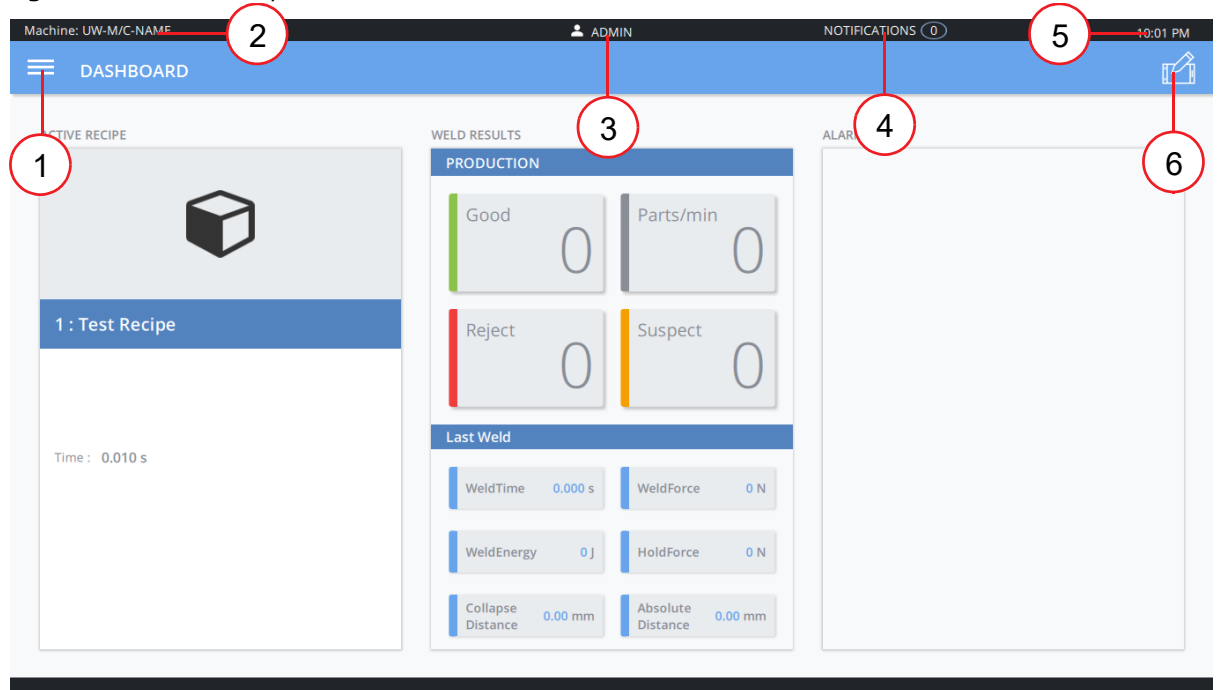 Machine: UW-M/C-NAME
2
ADMIN
NOTIFICATIONS 0
5
10:01 PM
DASHBOARD
1
3
4
6
WELD RESULTS
RECIPE
PRODUCTION
Good
0
Parts/min
0
1 : Test Recipe
Reject
0
Suspect
0
Last Weld
Time : 0.010 s
WeldTime 0.000 s
WeldForce 0 N
WeldEnergy 0 J
HoldForce 0 N
Collapse
Distance 0.00 mm
Absolute
Distance 0.00 mm